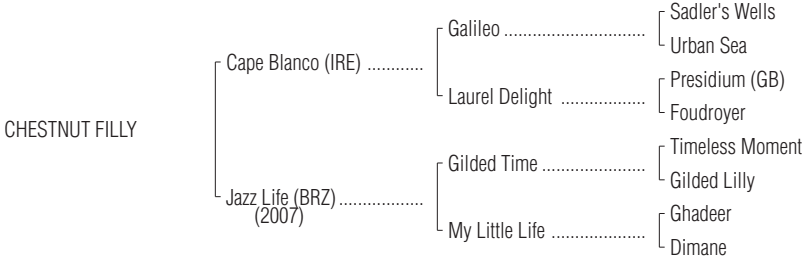 Sadler's Wells
Galileo ..............................
Urban Sea
Cape Blanco (IRE) ............
Presidium (GB)
Laurel Delight ..................
Foudroyer
CHESTNUT FILLY
Timeless Moment
Gilded Time ......................
Gilded Lilly
Jazz Life (BRZ) ..................
(2007)
Ghadeer
My Little Life ....................
Dimane